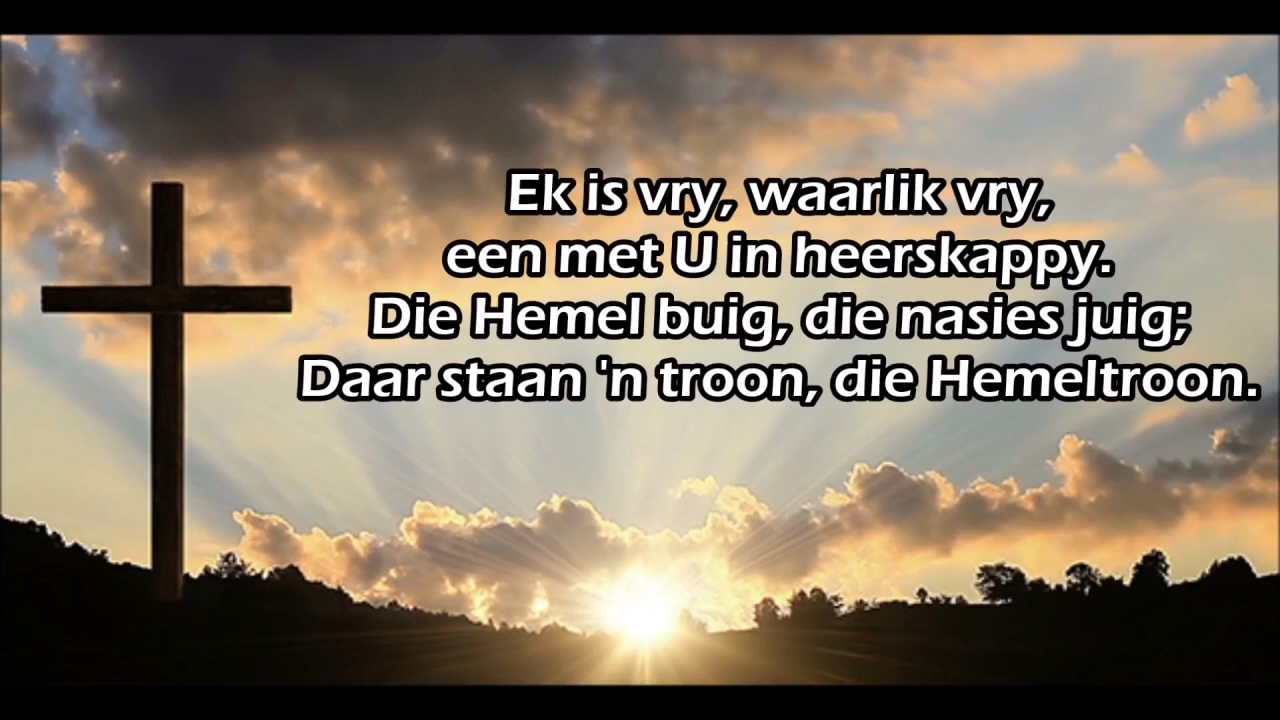 Ek is vry, waarlik vry,
een met U in heerskappy.
Die Hemel buig, die nasies juig;
Daar staan 'n troon, die Hemeltroon.